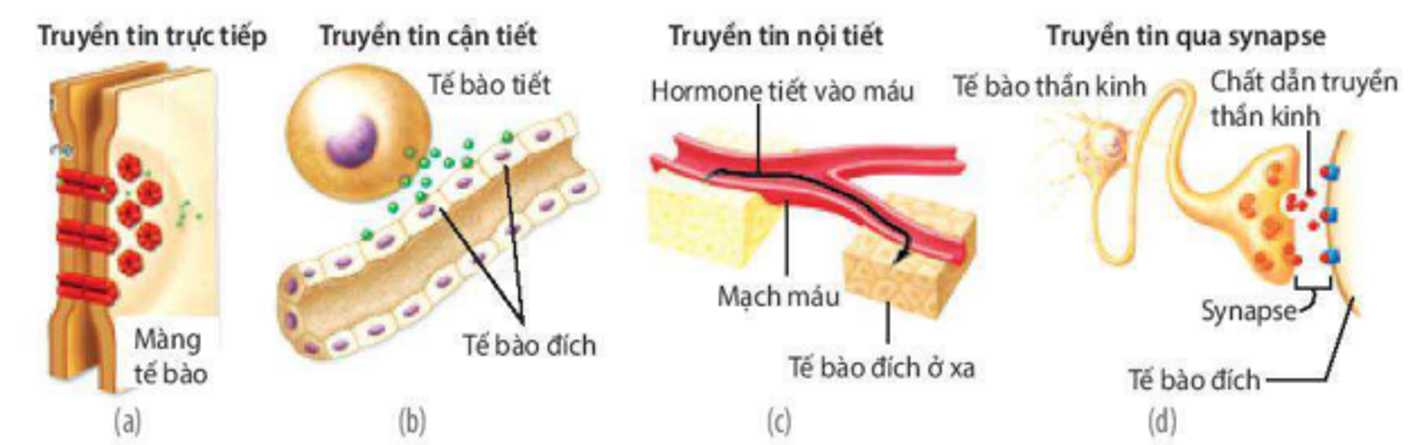 Truyền tin trực tiếp
Màng
tế bào
(a)
Truyền tin cận tiết
Tế bào tiết
Tế bào đích
(b)
Truyền tin nội tiết
Hormone tiết vào máu
Mạch máu
Tế bào đích ở xa
(c)
Truyền tin qua synapse
Tế bào thần kinh
Chất dẫn truyền
thần kinh
Synapse
Tế bào đích
(d)